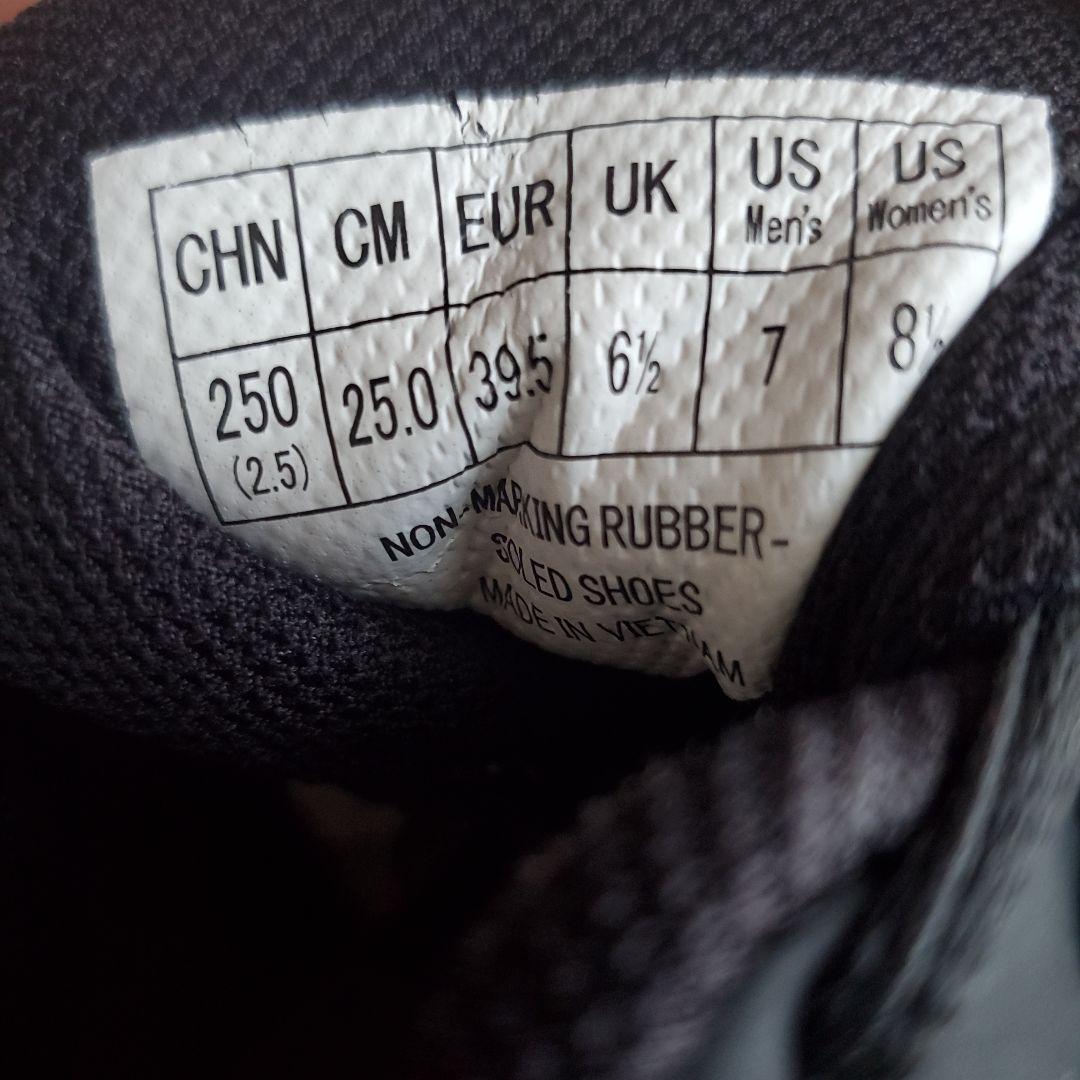 CHN CM EUR UK US Men's US Women's
250 (2.5) 25.0 39.5 6½ 7 8½
NON-MARKING RUBBER-
SOLED SHOES
MADE IN VIETNAM